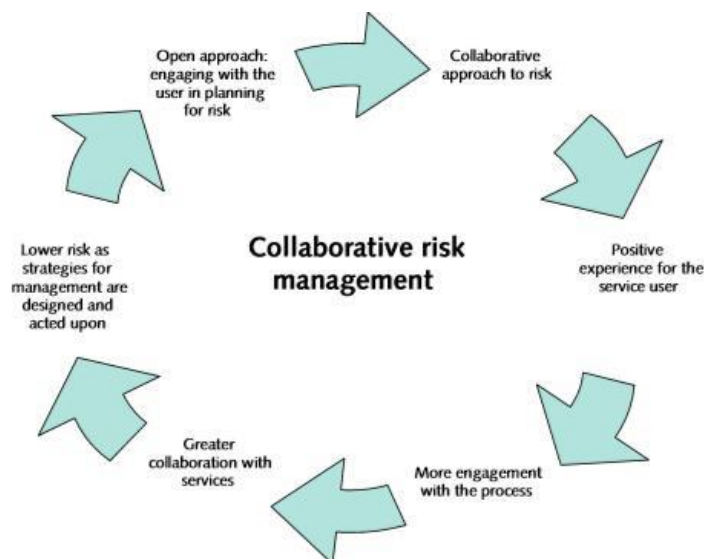 Open approach:
engaging with the
user in planning
for risk
Collaborative
approach to risk
Positive
experience for the
service user
More engagement
with the process
Greater
collaboration with
services
Lower risk as
strategies for
management are
designed and
acted upon
Collaborative risk
management